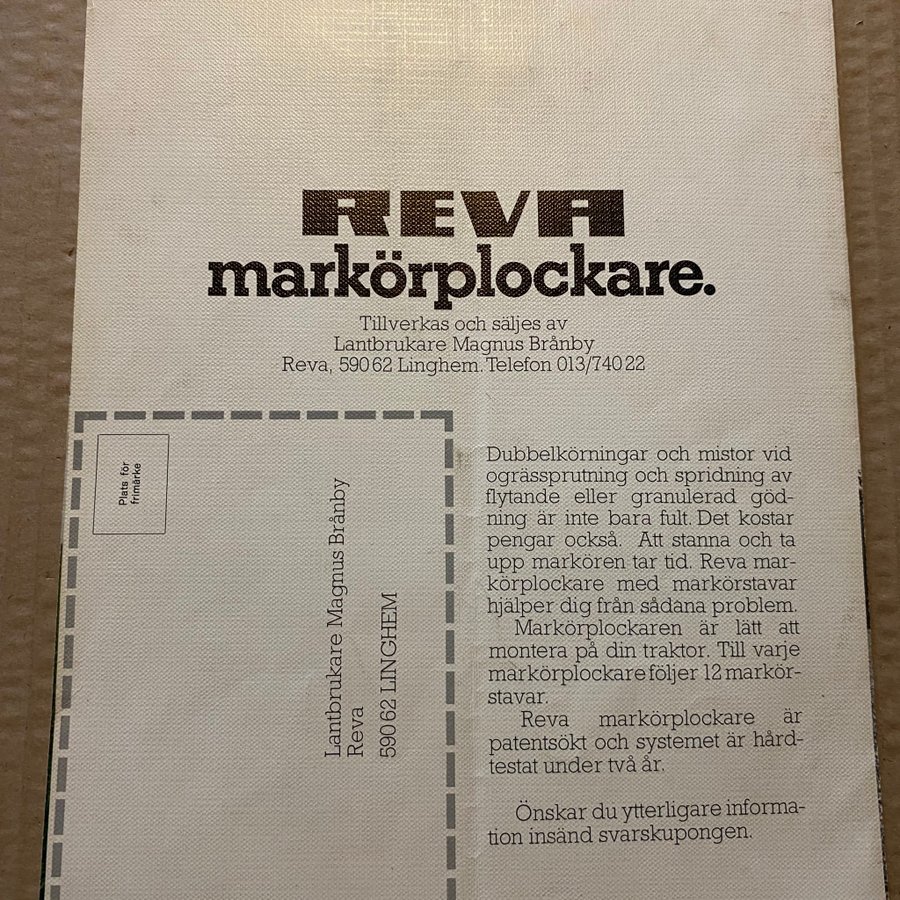 REVA
markörplockare.
Tillverkas och säljes av
Lantbrukare Magnus Brånby
Reva, 590 62 Linghem. Telefon 013/740 22
Plats för
frimärke
Lantbrukare Magnus Brånby
Reva
590 62 LINGHEM
Dubbelkörningar och mistor vid
ogrässprutning och spridning av
flytande eller granulerad göd-
ning är inte bara fult. Det kostar
pengar också. Att stanna och ta
upp markören tar tid. Reva mar-
körplockare med markörstavar
hjälper dig från sådana problem.
Markörplockaren är lätt att
montera på din traktor. Till varje
markörplockare följer 12 markör-
stavar.
Reva markörplockare är
patentsökt och systemet är hård-
testat under två år.
Önskar du ytterligare informa-
tion insänd svarskupongen.